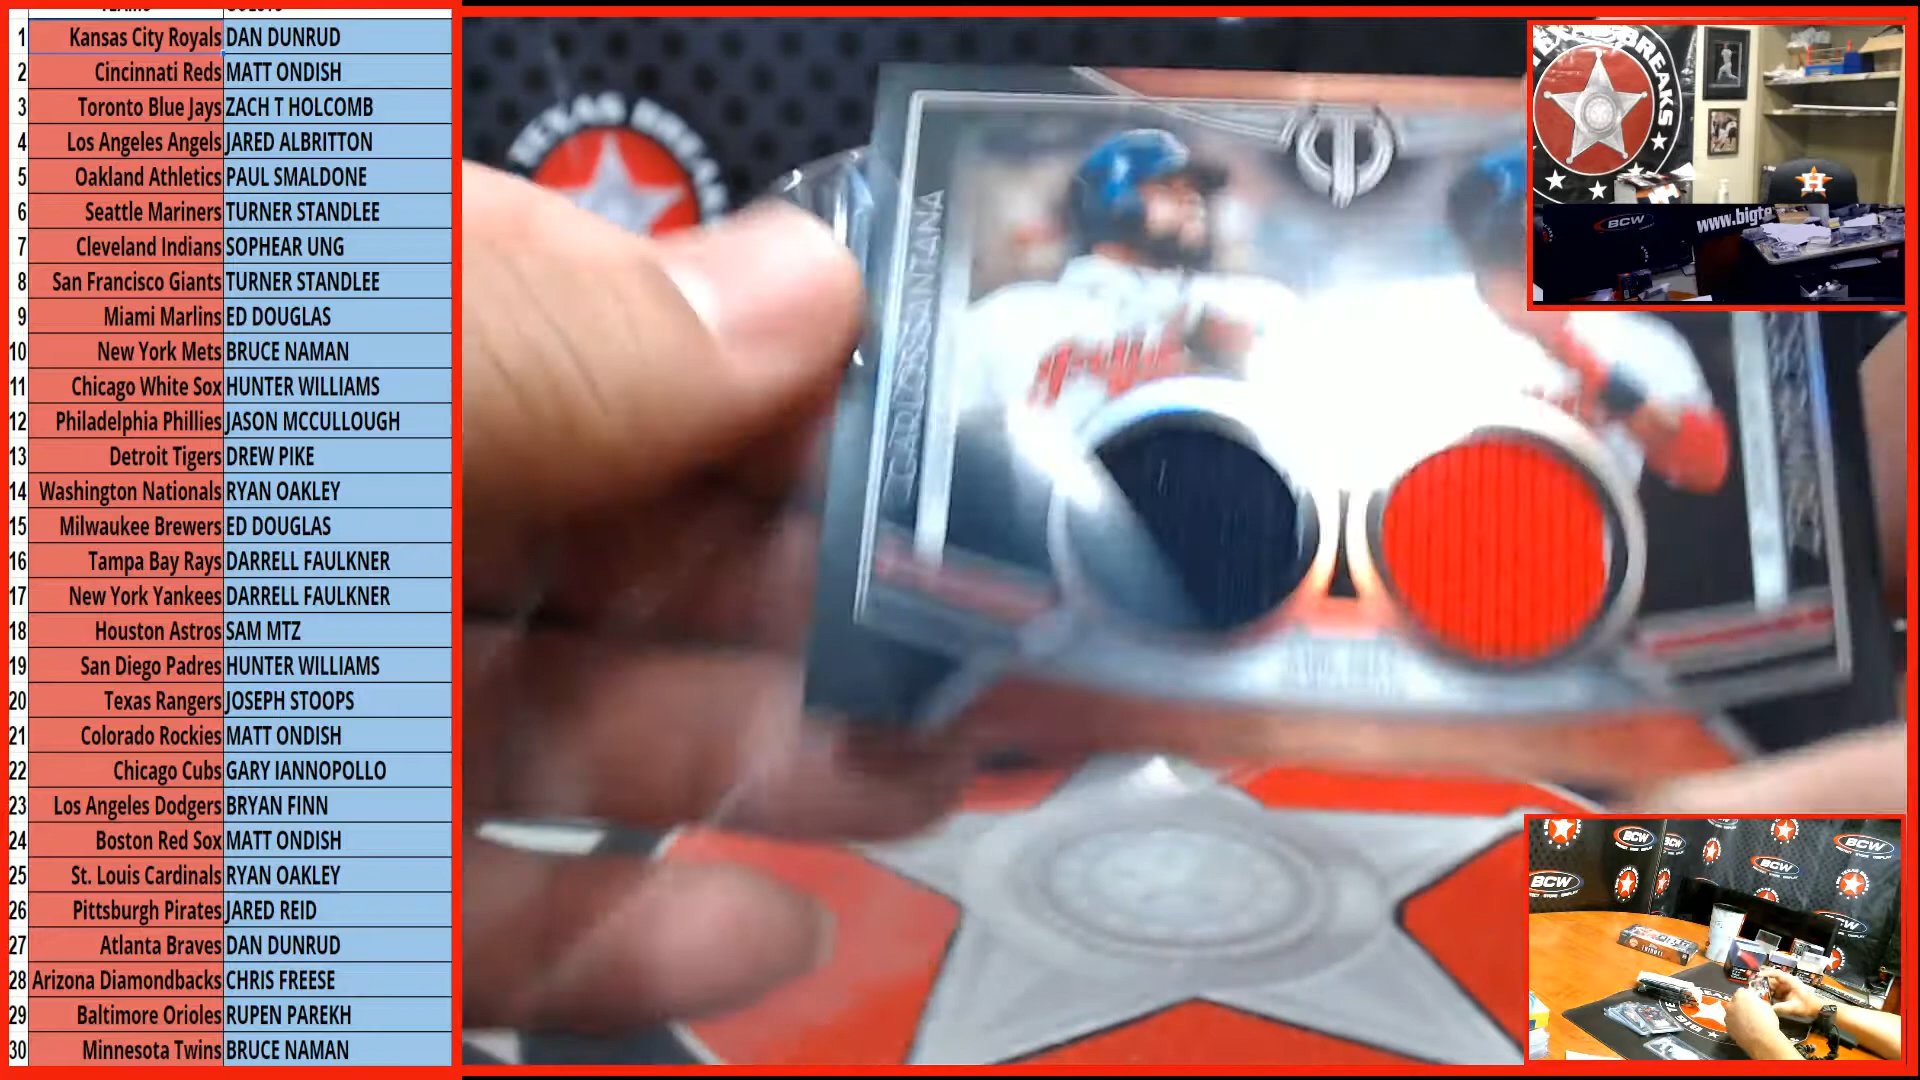 1 Kansas City Royals DAN DUNRUD
2 Cincinnati Reds MATT ONDISH
3 Toronto Blue Jays ZACH T HOLCOMB
4 Los Angeles Angels JARED ALBRITTON
5 Oakland Athletics PAUL SMALDONE
6 Seattle Mariners TURNER STANDLEE
7 Cleveland Indians SOPHEAR UNG
8 San Francisco Giants TURNER STANDLEE
9 Miami Marlins ED DOUGLAS
10 New York Mets BRUCE NAMAN
11 Chicago White Sox HUNTER WILLIAMS
12 Philadelphia Phillies JASON MCCULLOUGH
13 Detroit Tigers DREW PIKE
14 Washington Nationals RYAN OAKLEY
15 Milwaukee Brewers ED DOUGLAS
16 Tampa Bay Rays DARRELL FAULKNER
17 New York Yankees DARRELL FAULKNER
18 Houston Astros SAM MTZ
19 San Diego Padres HUNTER WILLIAMS
20 Texas Rangers JOSEPH STOOPS
21 Colorado Rockies MATT ONDISH
22 Chicago Cubs GARY IANNOPOLLO
23 Los Angeles Dodgers BRYAN FINN
24 Boston Red Sox MATT ONDISH
25 St. Louis Cardinals RYAN OAKLEY
26 Pittsburgh Pirates JARED REID
27 Atlanta Braves DAN DUNRUD
28 Arizona Diamondbacks CHRIS FREESE
29 Baltimore Orioles RUPEN PAREKH
30 Minnesota Twins BRUCE NAMAN
TEXAS BREA
CARLOS SANTANA
TEXAS BREAKS
H
BCW
www.bigte
BCW
BCW
BCW
BCW